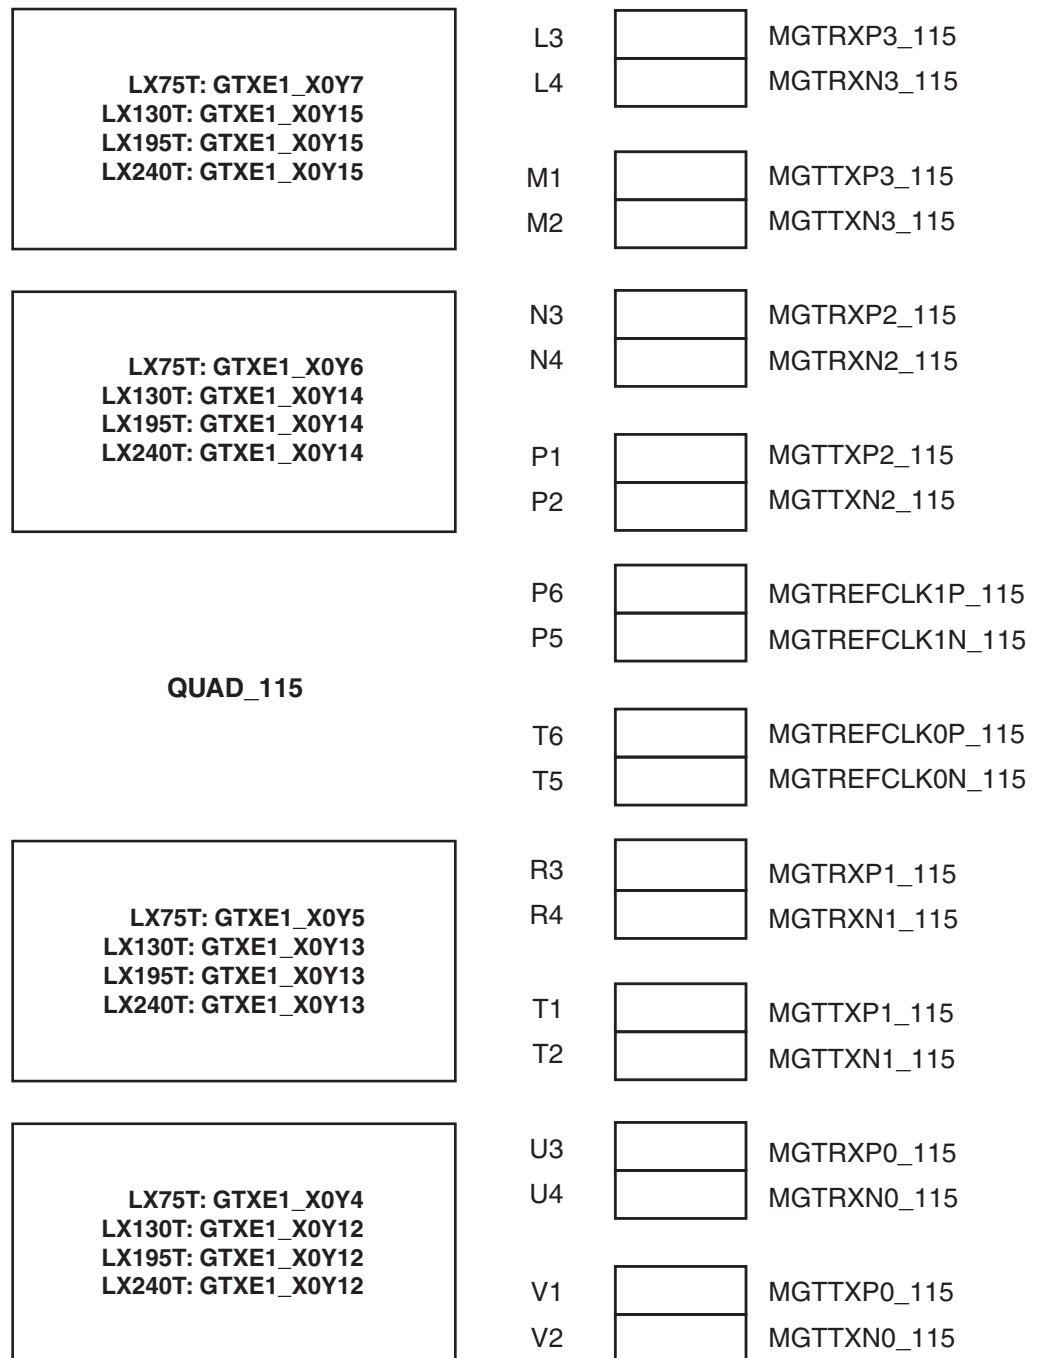 LX75T: GTXE1_X0Y7
LX130T: GTXE1_X0Y15
LX195T: GTXE1_X0Y15
LX240T: GTXE1_X0Y15
L3 MGTRXP3_115
L4 MGTRXN3_115
M1 MGTTXP3_115
M2 MGTTXN3_115
LX75T: GTXE1_X0Y6
LX130T: GTXE1_X0Y14
LX195T: GTXE1_X0Y14
LX240T: GTXE1_X0Y14
N3 MGTRXP2_115
N4 MGTRXN2_115
P1 MGTTXP2_115
P2 MGTTXN2_115
QUAD_115
P6 MGTREFCLK1P_115
P5 MGTREFCLK1N_115
T6 MGTREFCLK0P_115
T5 MGTREFCLK0N_115
LX75T: GTXE1_X0Y5
LX130T: GTXE1_X0Y13
LX195T: GTXE1_X0Y13
LX240T: GTXE1_X0Y13
R3 MGTRXP1_115
R4 MGTRXN1_115
T1 MGTTXP1_115
T2 MGTTXN1_115
LX75T: GTXE1_X0Y4
LX130T: GTXE1_X0Y12
LX195T: GTXE1_X0Y12
LX240T: GTXE1_X0Y12
U3 MGTRXP0_115
U4 MGTRXN0_115
V1 MGTTXP0_115
V2 MGTTXN0_115